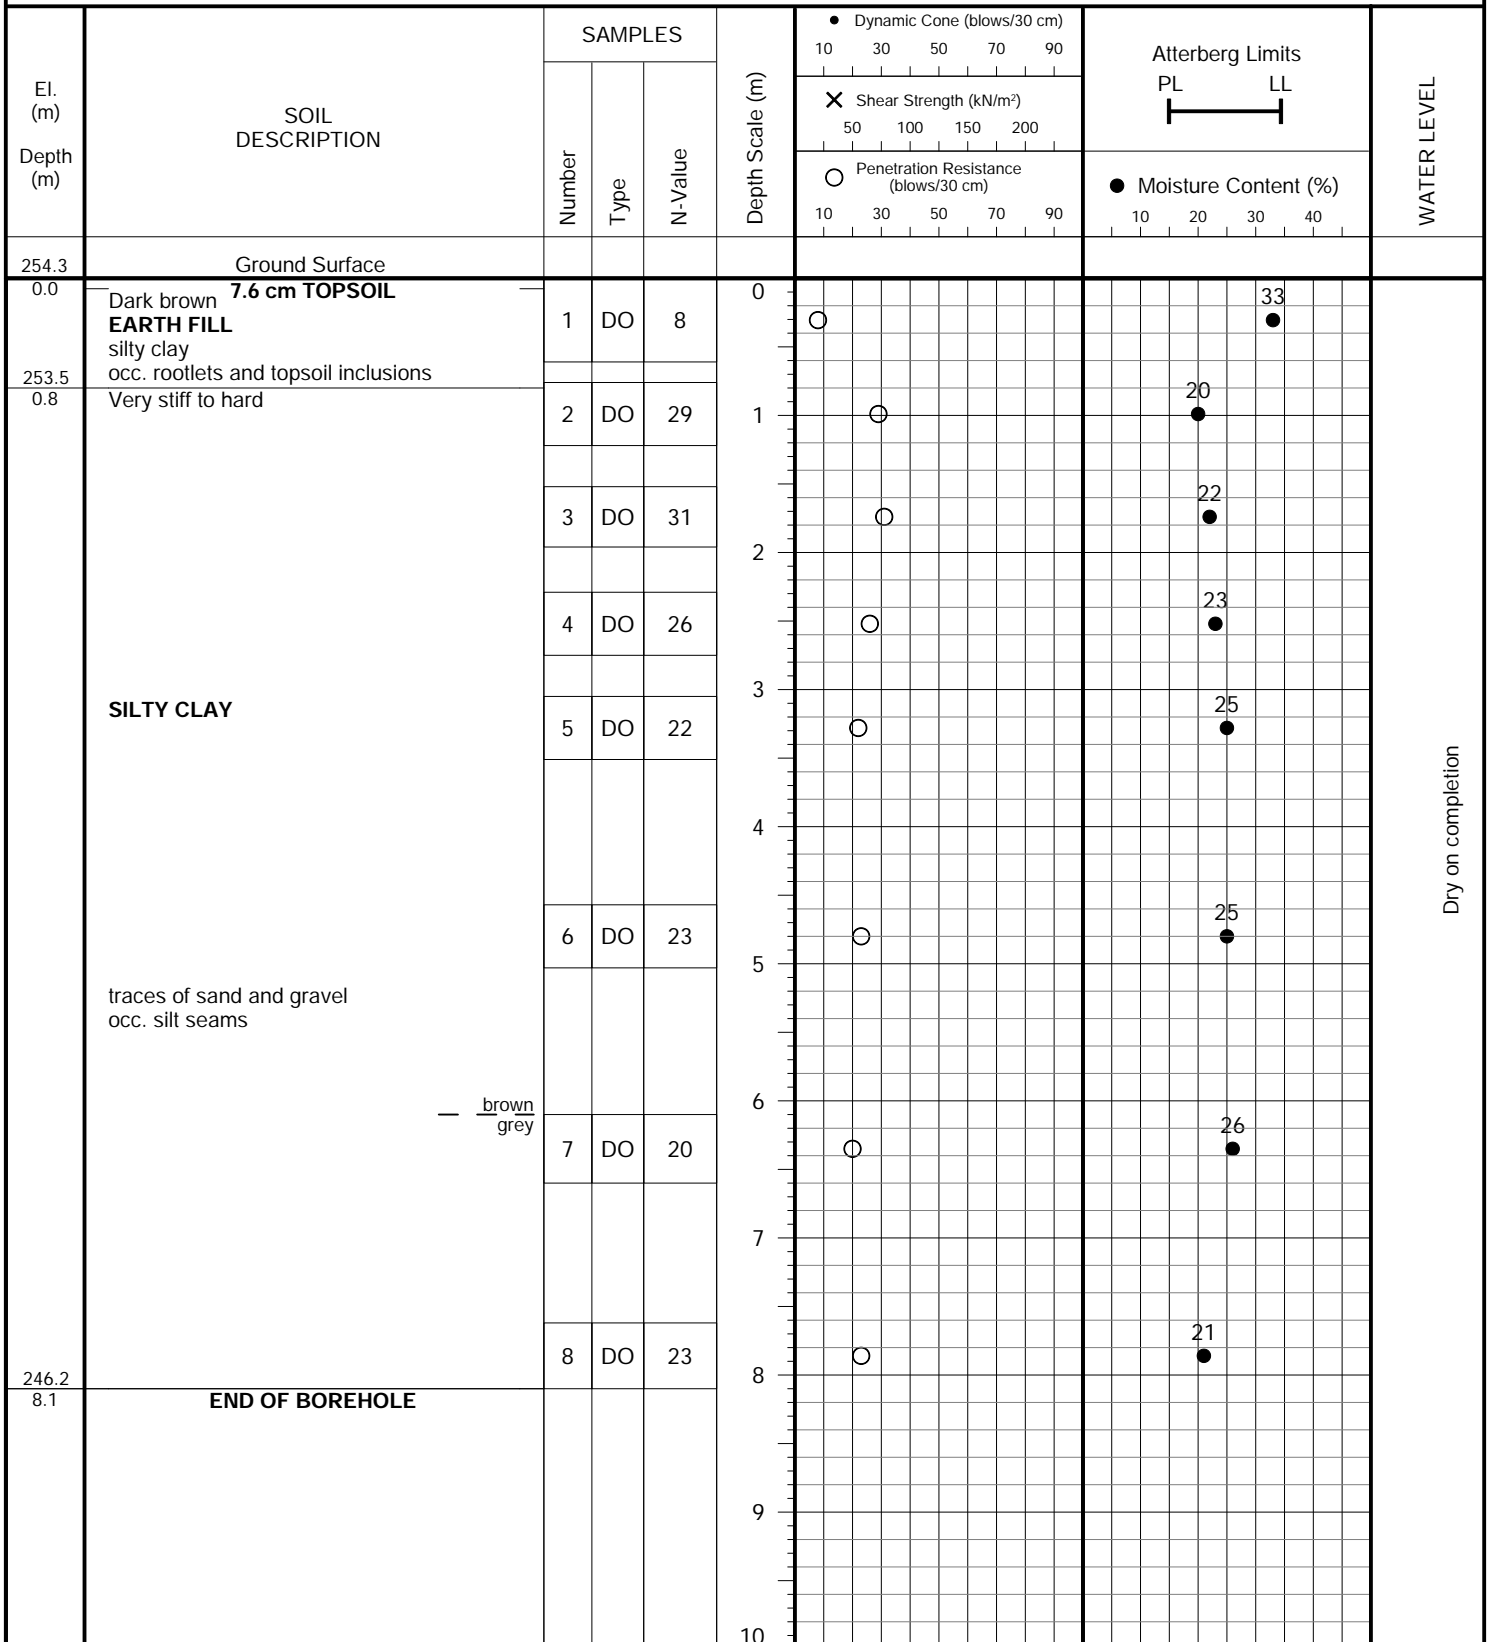 El.
(m)
Depth
(m)
SOIL
DESCRIPTION
SAMPLES
Number
Type
N-Value
Depth Scale (m)
● Dynamic Cone (blows/30 cm)
10 30 50 70 90
✕ Shear Strength (kN/m²)
50 100 150 200
○ Penetration Resistance
(blows/30 cm)
10 30 50 70 90
Atterberg Limits
PL LL
● Moisture Content (%)
10 20 30 40
WATER LEVEL
254.3 Ground Surface
0.0 7.6 cm TOPSOIL
Dark brown
EARTH FILL
silty clay
occ. rootlets and topsoil inclusions
1 DO 8 0 33
253.5
0.8 Very stiff to hard
2 DO 29 1 20
3 DO 31 22
2
4 DO 26 23
3
SILTY CLAY
5 DO 22 25
4
6 DO 23 25
5
traces of sand and gravel
occ. silt seams
6
brown
grey
7 DO 20 26
7
8 DO 23 21
8
246.2
8.1 END OF BOREHOLE
9
10
Dry on completion